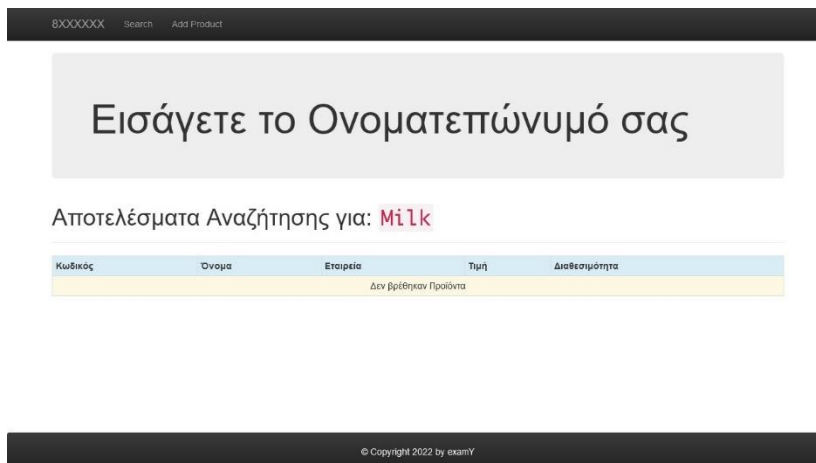 8XXXXXX Search Add Product
Εισάγετε το Ονοματεπώνυμό σας
Αποτελέσματα Αναζήτησης για: Milk
Κωδικός Όνομα Εταιρεία Τιμή Διαθεσιμότητα
Δεν βρέθηκαν Προϊόντα
© Copyright 2022 by examY